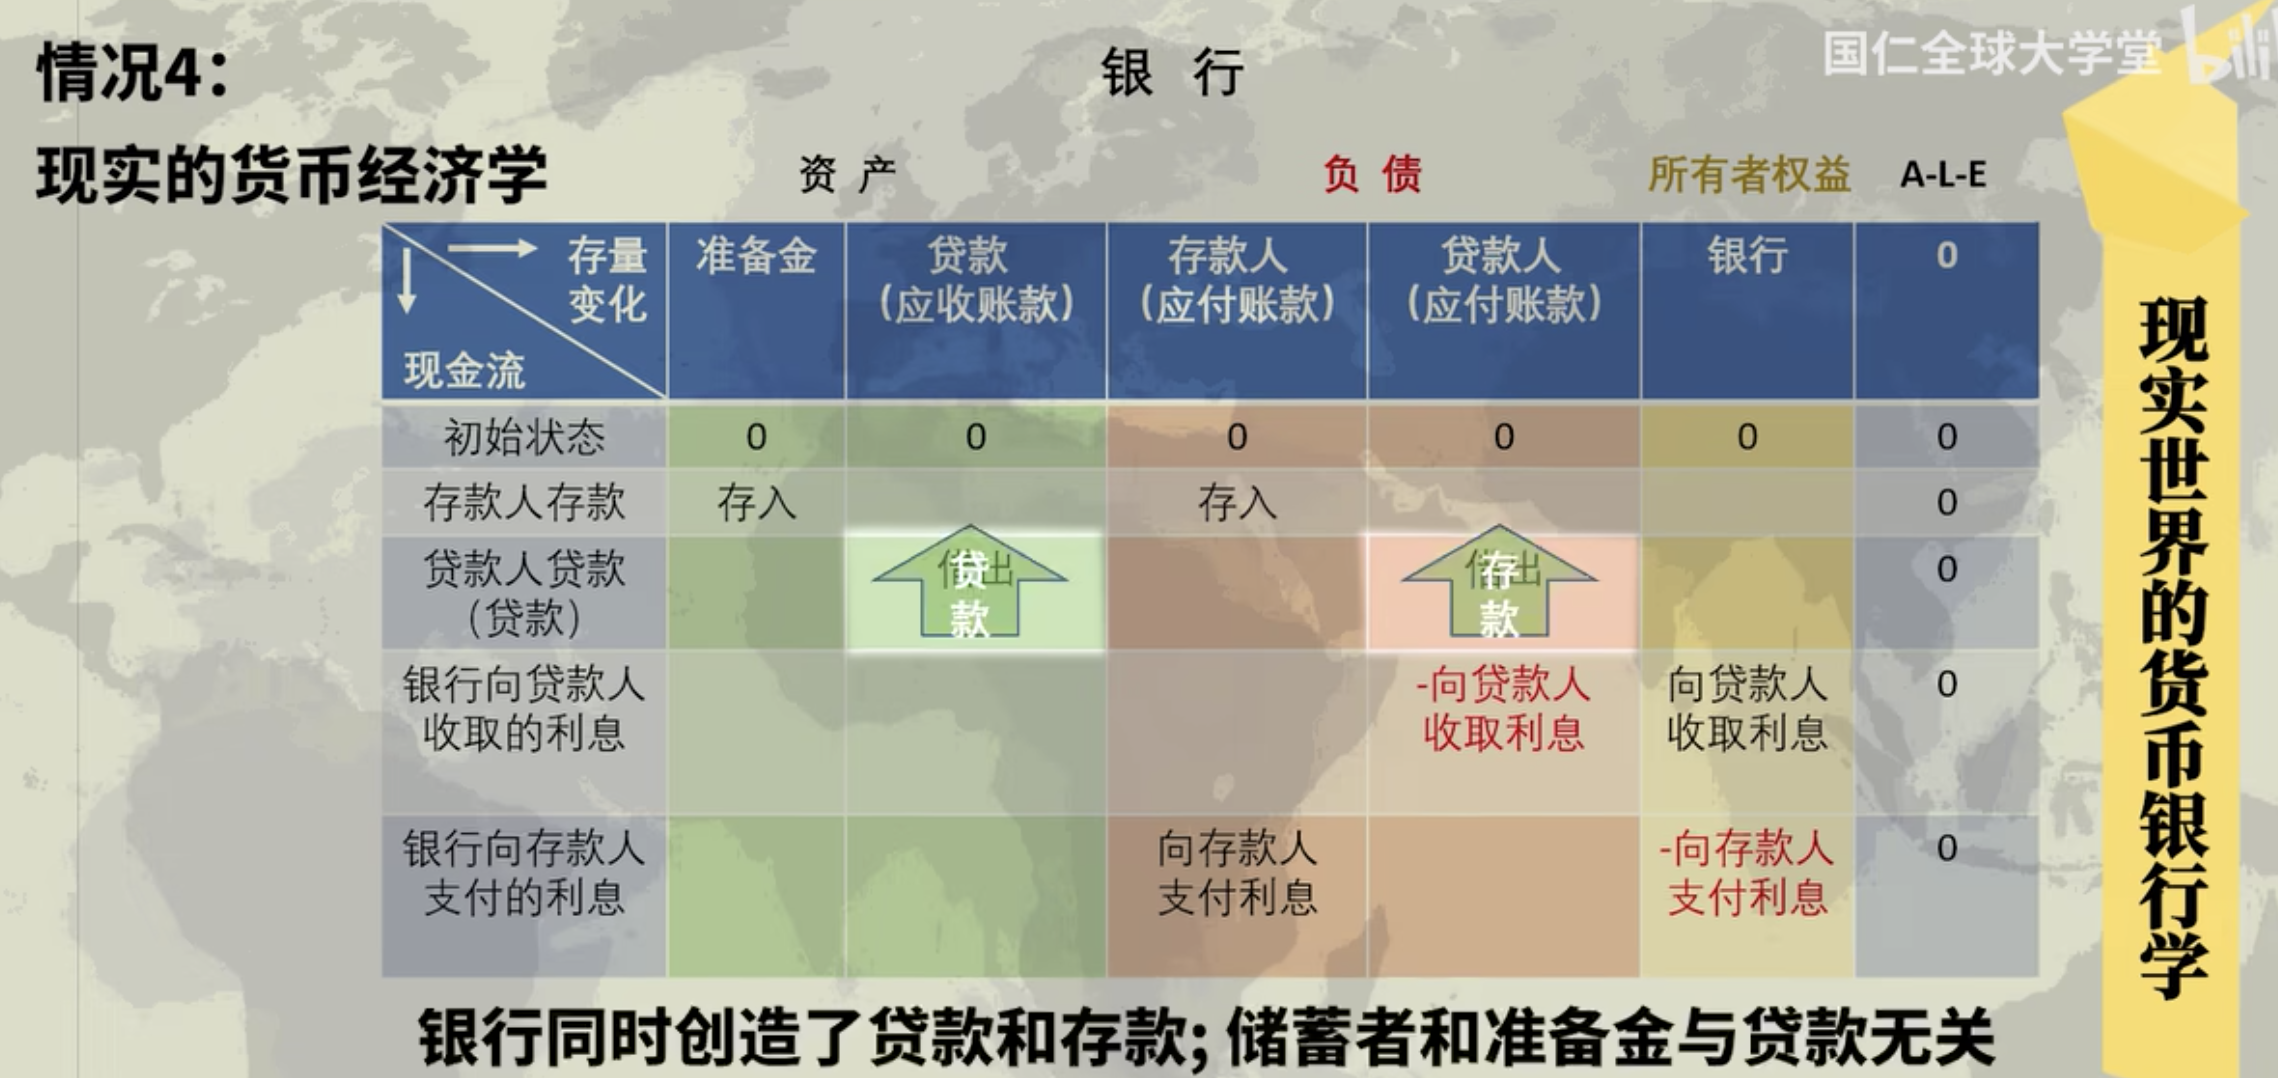 国仁全球大学堂 bili
情况4：
银 行
现实的货币经济学
资 产
负 债
所有者权益
A-L-E
存量
变化
现金流
准备金
贷款
（应收账款）
存款人
（应付账款）
贷款人
（应付账款）
银行
0
初始状态 0 0 0 0 0 0
存款人存款 存入 存入 0
贷款人贷款
（贷款）
贷
款
存
款
0
银行向贷款人
收取的利息
-向贷款人
收取利息
向贷款人
收取利息
0
银行向存款人
支付的利息
向存款人
支付利息
-向存款人
支付利息
0
银行同时创造了贷款和存款; 储蓄者和准备金与贷款无关
现实世界的货币银行学